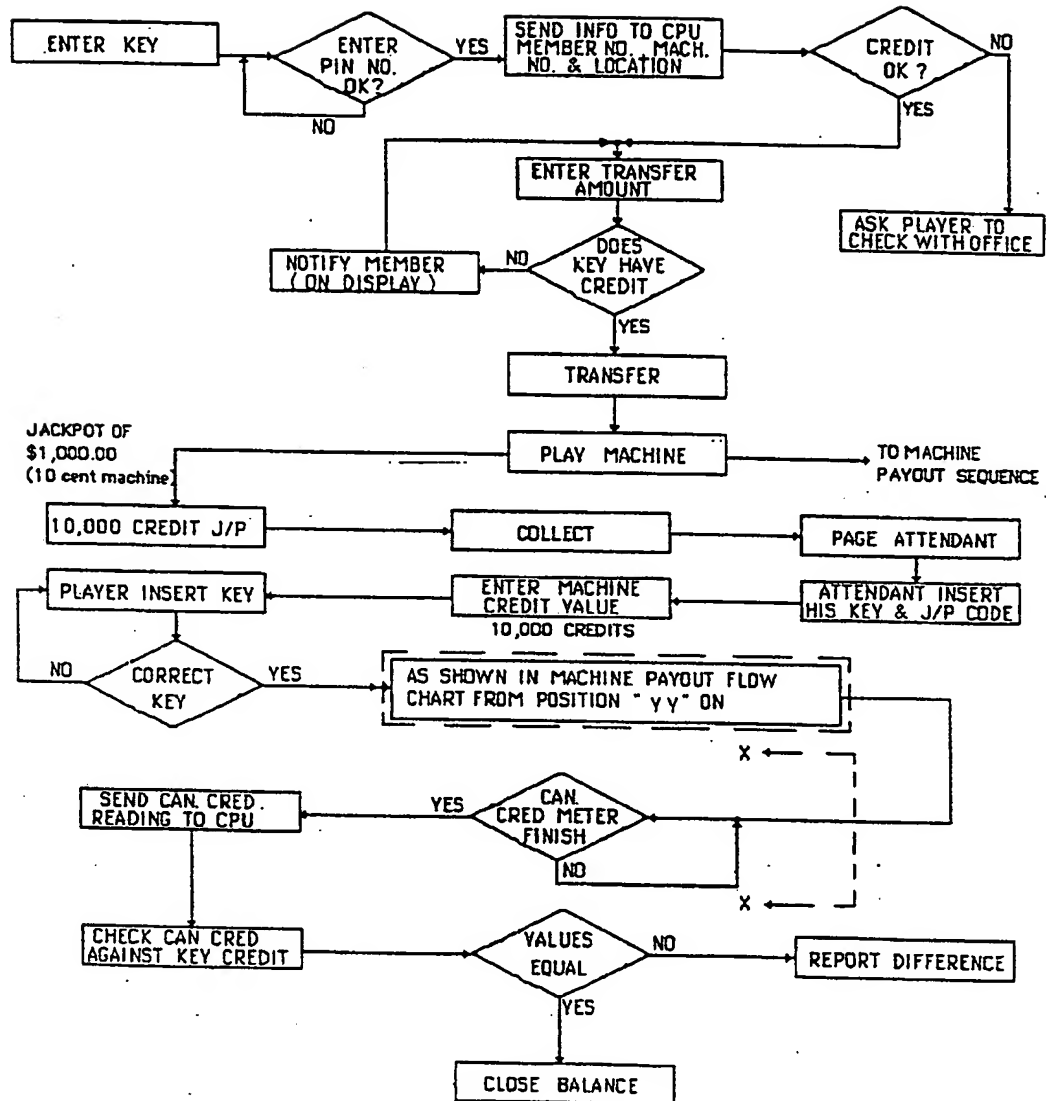 ENTER KEY
ENTER
PIN NO.
OK?
YES
NO
SEND INFO TO CPU
MEMBER NO., MACH.
NO. & LOCATION
CREDIT
OK ?
NO
YES
ENTER TRANSFER
AMOUNT
ASK PLAYER TO
CHECK WITH OFFICE
DOES
KEY HAVE
CREDIT
NO
NOTIFY MEMBER
( ON DISPLAY )
YES
TRANSFER
JACKPOT OF
$1,000.00
(10 cent machine)
PLAY MACHINE
TO MACHINE
PAYOUT SEQUENCE
10,000 CREDIT J/P
COLLECT
PAGE ATTENDANT
PLAYER INSERT KEY
ENTER MACHINE
CREDIT VALUE
10,000 CREDITS
ATTENDANT INSERT
HIS KEY & J/P CODE
NO
CORRECT
KEY
YES
AS SHOWN IN MACHINE PAYOUT FLOW
CHART FROM POSITION " YY" ON
X
SEND CAN. CRED.
READING TO CPU
YES
CAN.
CRED METER
FINISH
NO
X
CHECK CAN CRED
AGAINST KEY CREDIT
VALUES
EQUAL
NO
REPORT DIFFERENCE
YES
CLOSE BALANCE